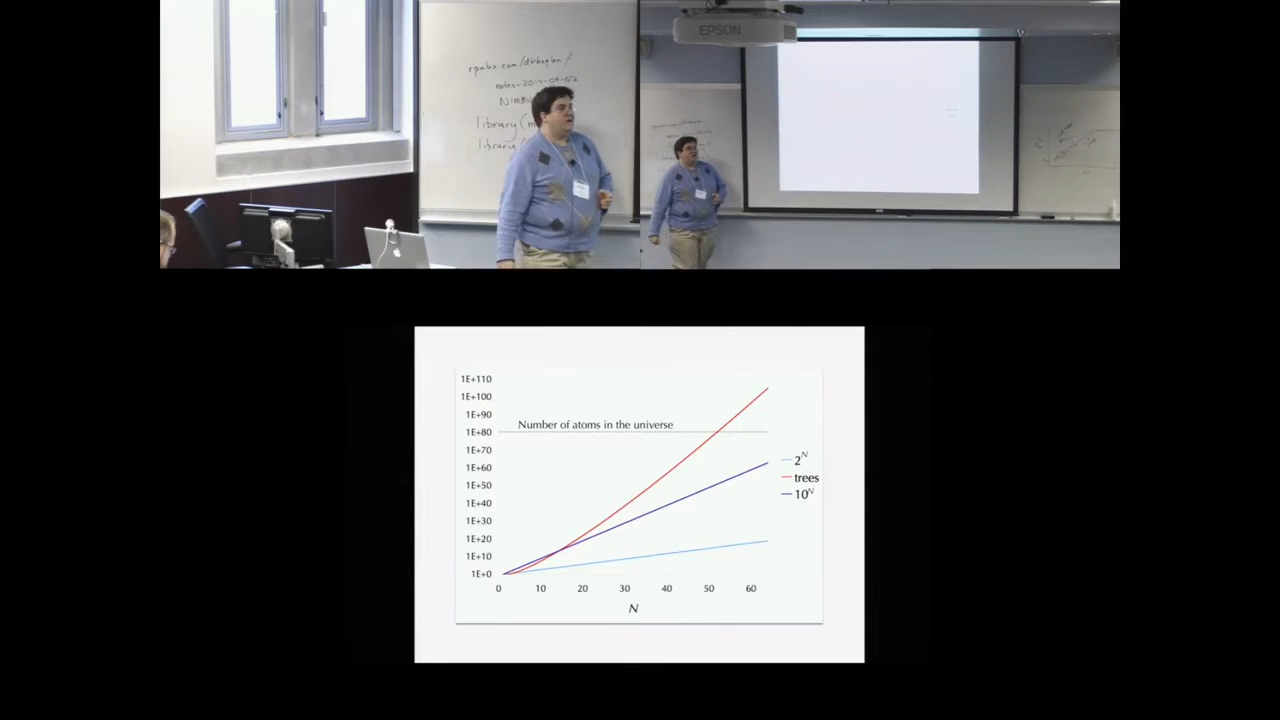 EPSON
library(
library(
1E+110
1E+100
1E+90
1E+80
1E+70
1E+60
1E+50
1E+40
1E+30
1E+20
1E+10
1E+0
Number of atoms in the universe
2^N
trees
10^N
0 10 20 30 40 50 60
N